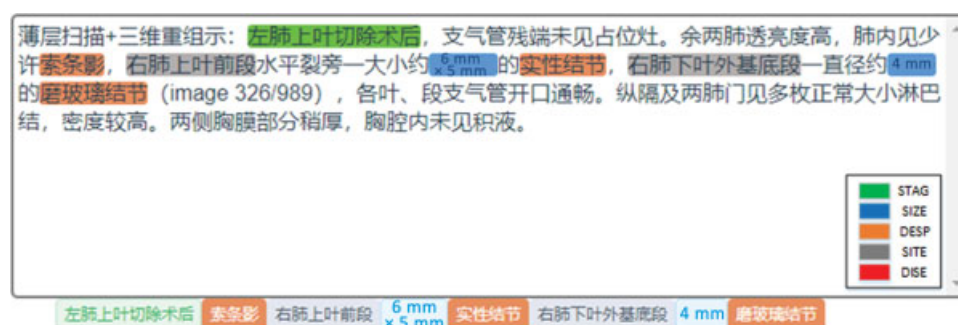 薄层扫描+三维重组示：左肺上叶切除术后，支气管残端未见占位灶。余两肺透亮度高，肺内见少
许索条影，右肺上叶前段水平裂旁一大小约6 mm × 5 mm的实性结节，右肺下叶外基底段一直径约4 mm
的磨玻璃结节（image 326/989），各叶、段支气管开口通畅。纵隔及两肺门见多枚正常大小淋巴
结，密度较高。两侧胸膜部分稍厚，胸腔内未见积液。
STAG
SIZE
DESP
SITE
DISE
左肺上叶切除术后 索条影 右肺上叶前段 6 mm × 5 mm 实性结节 右肺下叶外基底段 4 mm 磨玻璃结节